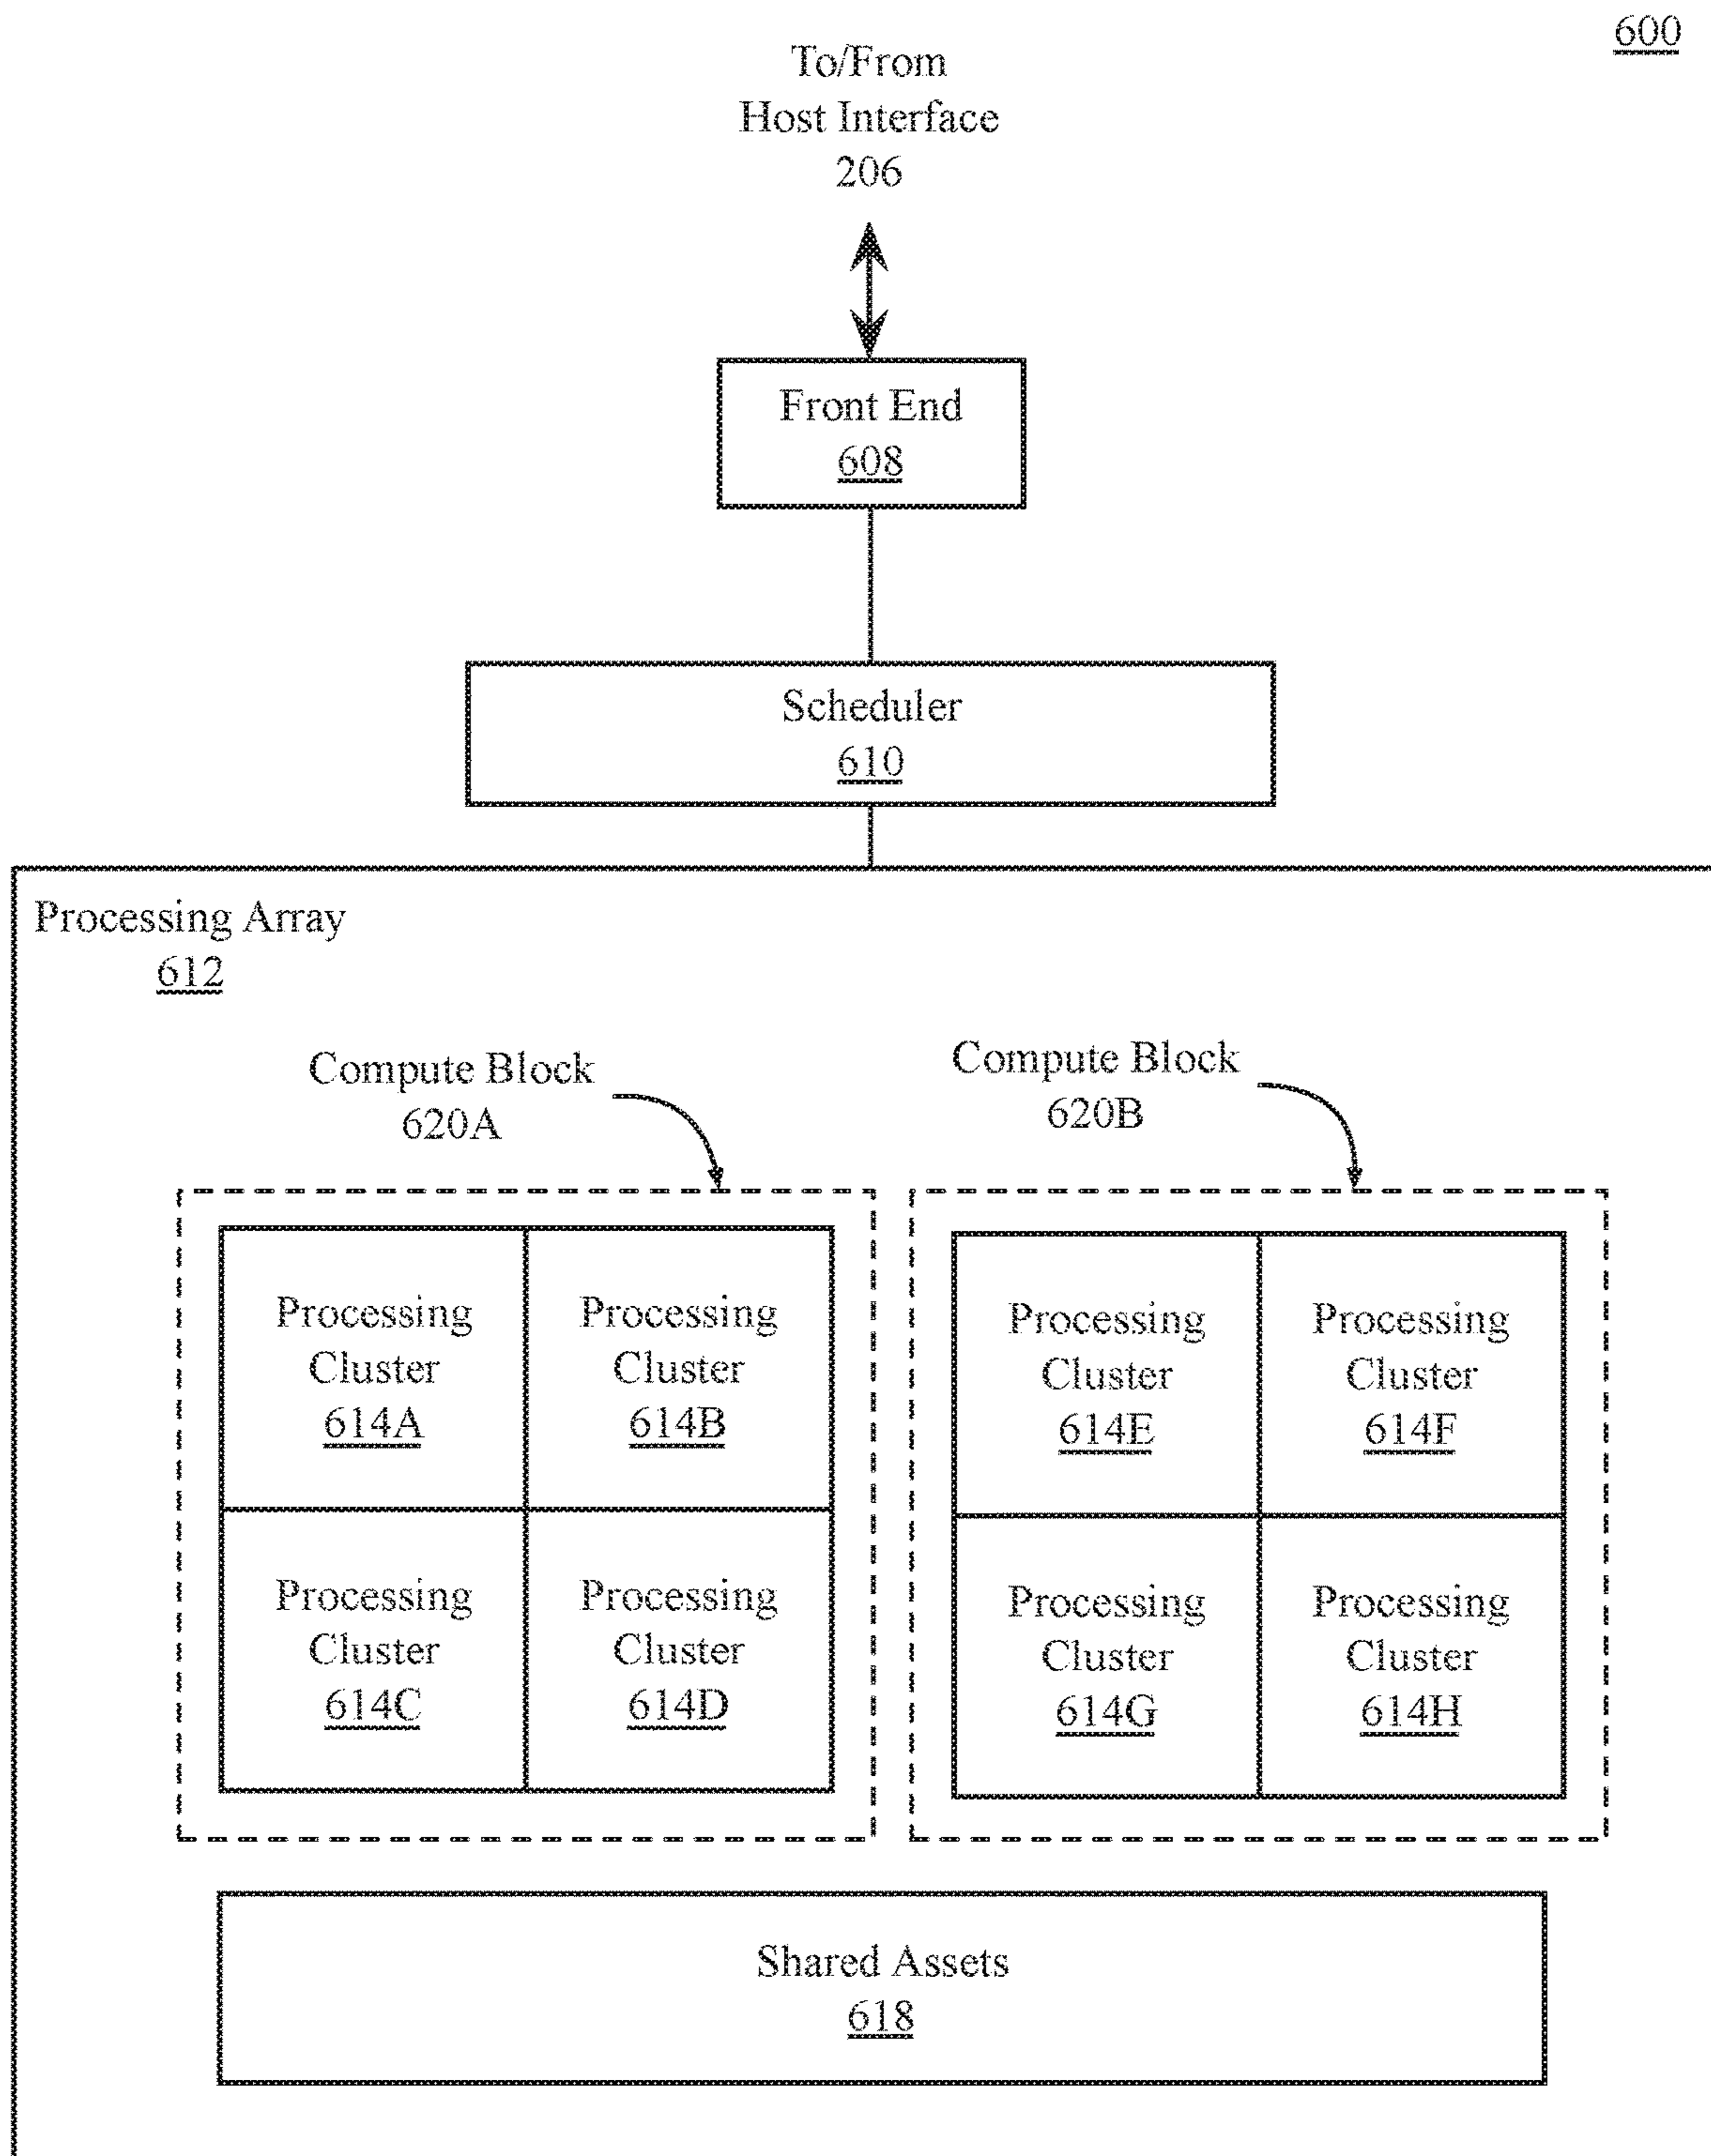 600
To/From
Host Interface
206
Front End
608
Scheduler
610
Processing Array
612
Compute Block
620A
Compute Block
620B
Processing
Cluster
614A
Processing
Cluster
614B
Processing
Cluster
614C
Processing
Cluster
614D
Processing
Cluster
614E
Processing
Cluster
614F
Processing
Cluster
614G
Processing
Cluster
614H
Shared Assets
618